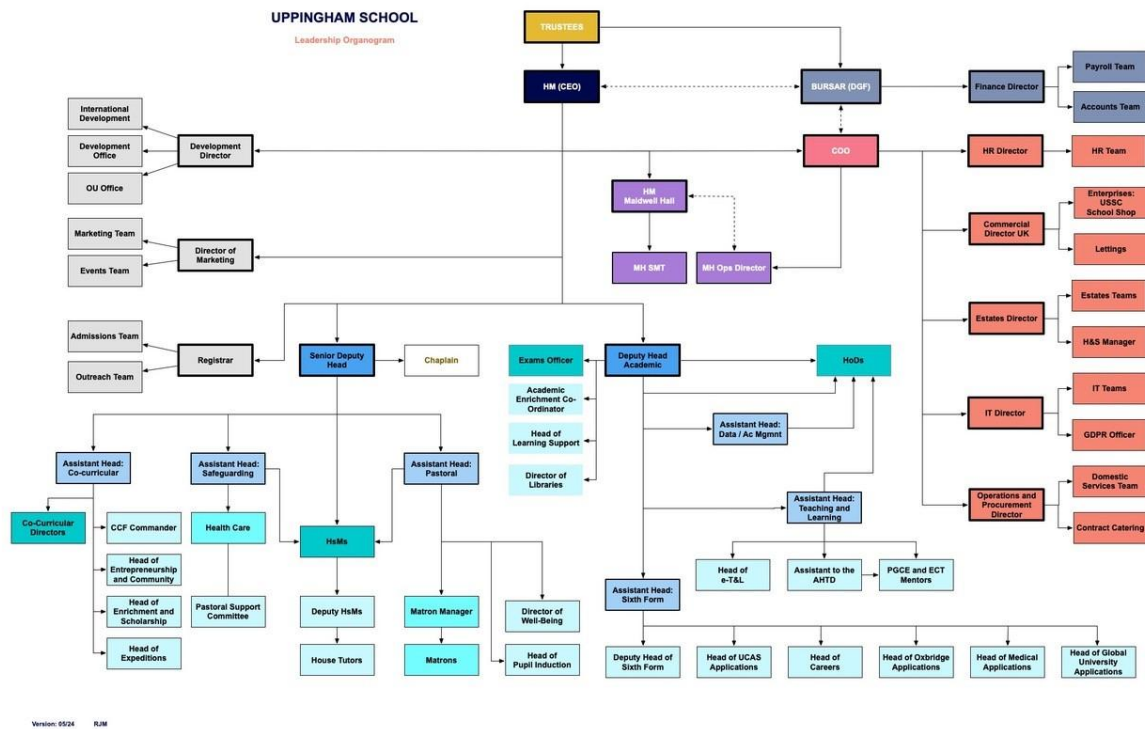 UPPINGHAM SCHOOL
Leadership Organogram
TRUSTEES
HM (CEO)
BURSAR (DGF)
Finance Director
Payroll Team
Accounts Team
International
Development
Development
Office
OU Office
Development
Director
COO
HR Director
HR Team
HM
Maidwell Hall
MH SMT
MH Ops Director
Commercial
Director UK
Enterprises:
USSC
School Shop
Lettings
Marketing Team
Events Team
Director of
Marketing
Estates Director
Estates Teams
H&S Manager
Admissions Team
Outreach Team
Registrar
Senior Deputy
Head
Chaplain
Exams Officer
Deputy Head
Academic
HoDs
Academic
Enrichment Co-
Ordinator
Head of
Learning Support
Director of
Libraries
Assistant Head:
Data / Ac Mgmnt
IT Director
IT Teams
GDPR Officer
Assistant Head:
Co-curricular
Assistant Head:
Safeguarding
Assistant Head:
Pastoral
Assistant Head:
Teaching and
Learning
Operations and
Procurement
Director
Domestic
Services Team
Contract Catering
Co-Curricular
Directors
CCF Commander
Head of
Entrepreneurship
and Community
Head of
Enrichment and
Scholarship
Head of
Expeditions
Health Care
Pastoral Support
Committee
HsMs
Deputy HsMs
House Tutors
Matron Manager
Matrons
Director of
Well-Being
Head of
Pupil Induction
Head of
e-T&L
Assistant to the
AHTD
PGCE and ECT
Mentors
Assistant Head:
Sixth Form
Deputy Head of
Sixth Form
Head of UCAS
Applications
Head of
Careers
Head of Oxbridge
Applications
Head of Medical
Applications
Head of Global
University
Applications
Version: 05/24 RJM